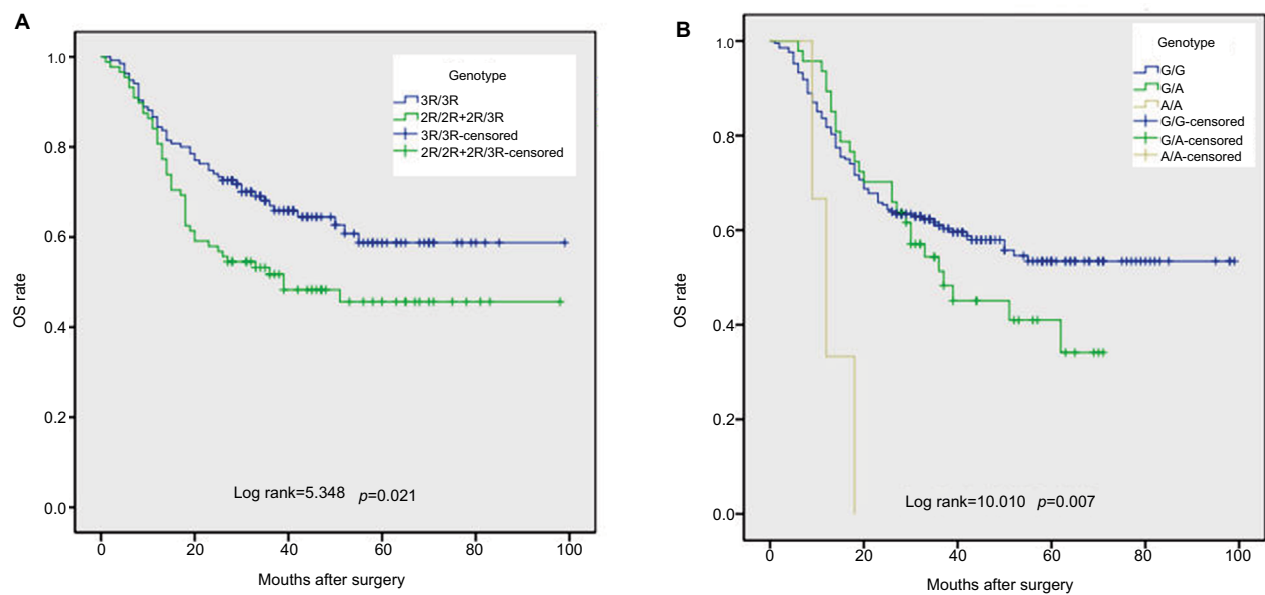 A
Genotype
3R/3R
2R/2R+2R/3R
3R/3R-censored
2R/2R+2R/3R-censored
1.0
0.8
0.6
0.4
0.2
0.0
OS rate
Log rank=5.348 p=0.021
0 20 40 60 80 100
Mouths after surgery
B
Genotype
G/G
G/A
A/A
G/G-censored
G/A-censored
A/A-censored
1.0
0.8
0.6
0.4
0.2
0.0
OS rate
Log rank=10.010 p=0.007
0 20 40 60 80 100
Mouths after surgery